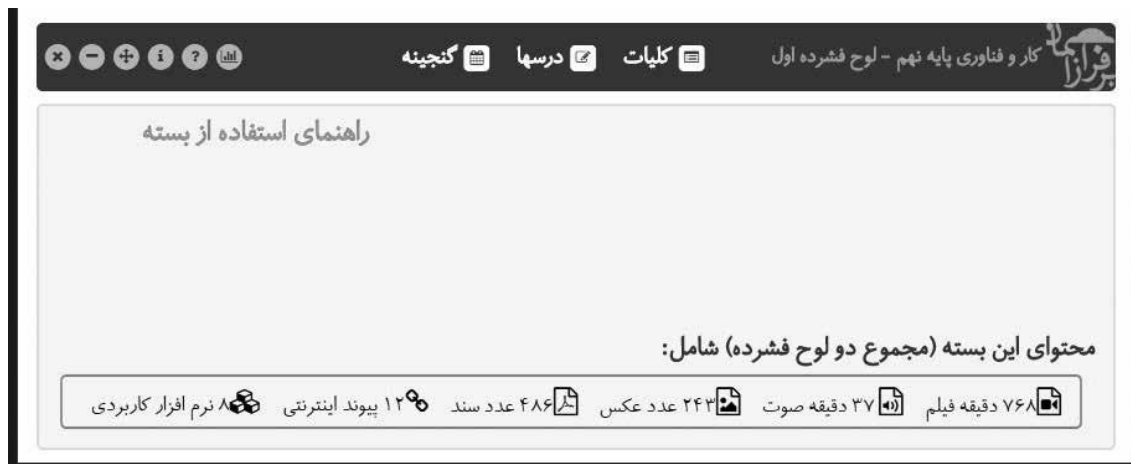 فرازما برتر کار و فناوری پایه نهم - لوح فشرده اول کلیات درسها گنجینه
راهنمای استفاده از بسته
محتوای این بسته (مجموع دو لوح فشرده) شامل:
۷۶۸ دقیقه فیلم ۳۷ دقیقه صوت ۲۴۳ عدد عکس ۴۸۶ عدد سند ۱۲ پیوند اینترنتی ۸ نرم افزار کاربردی